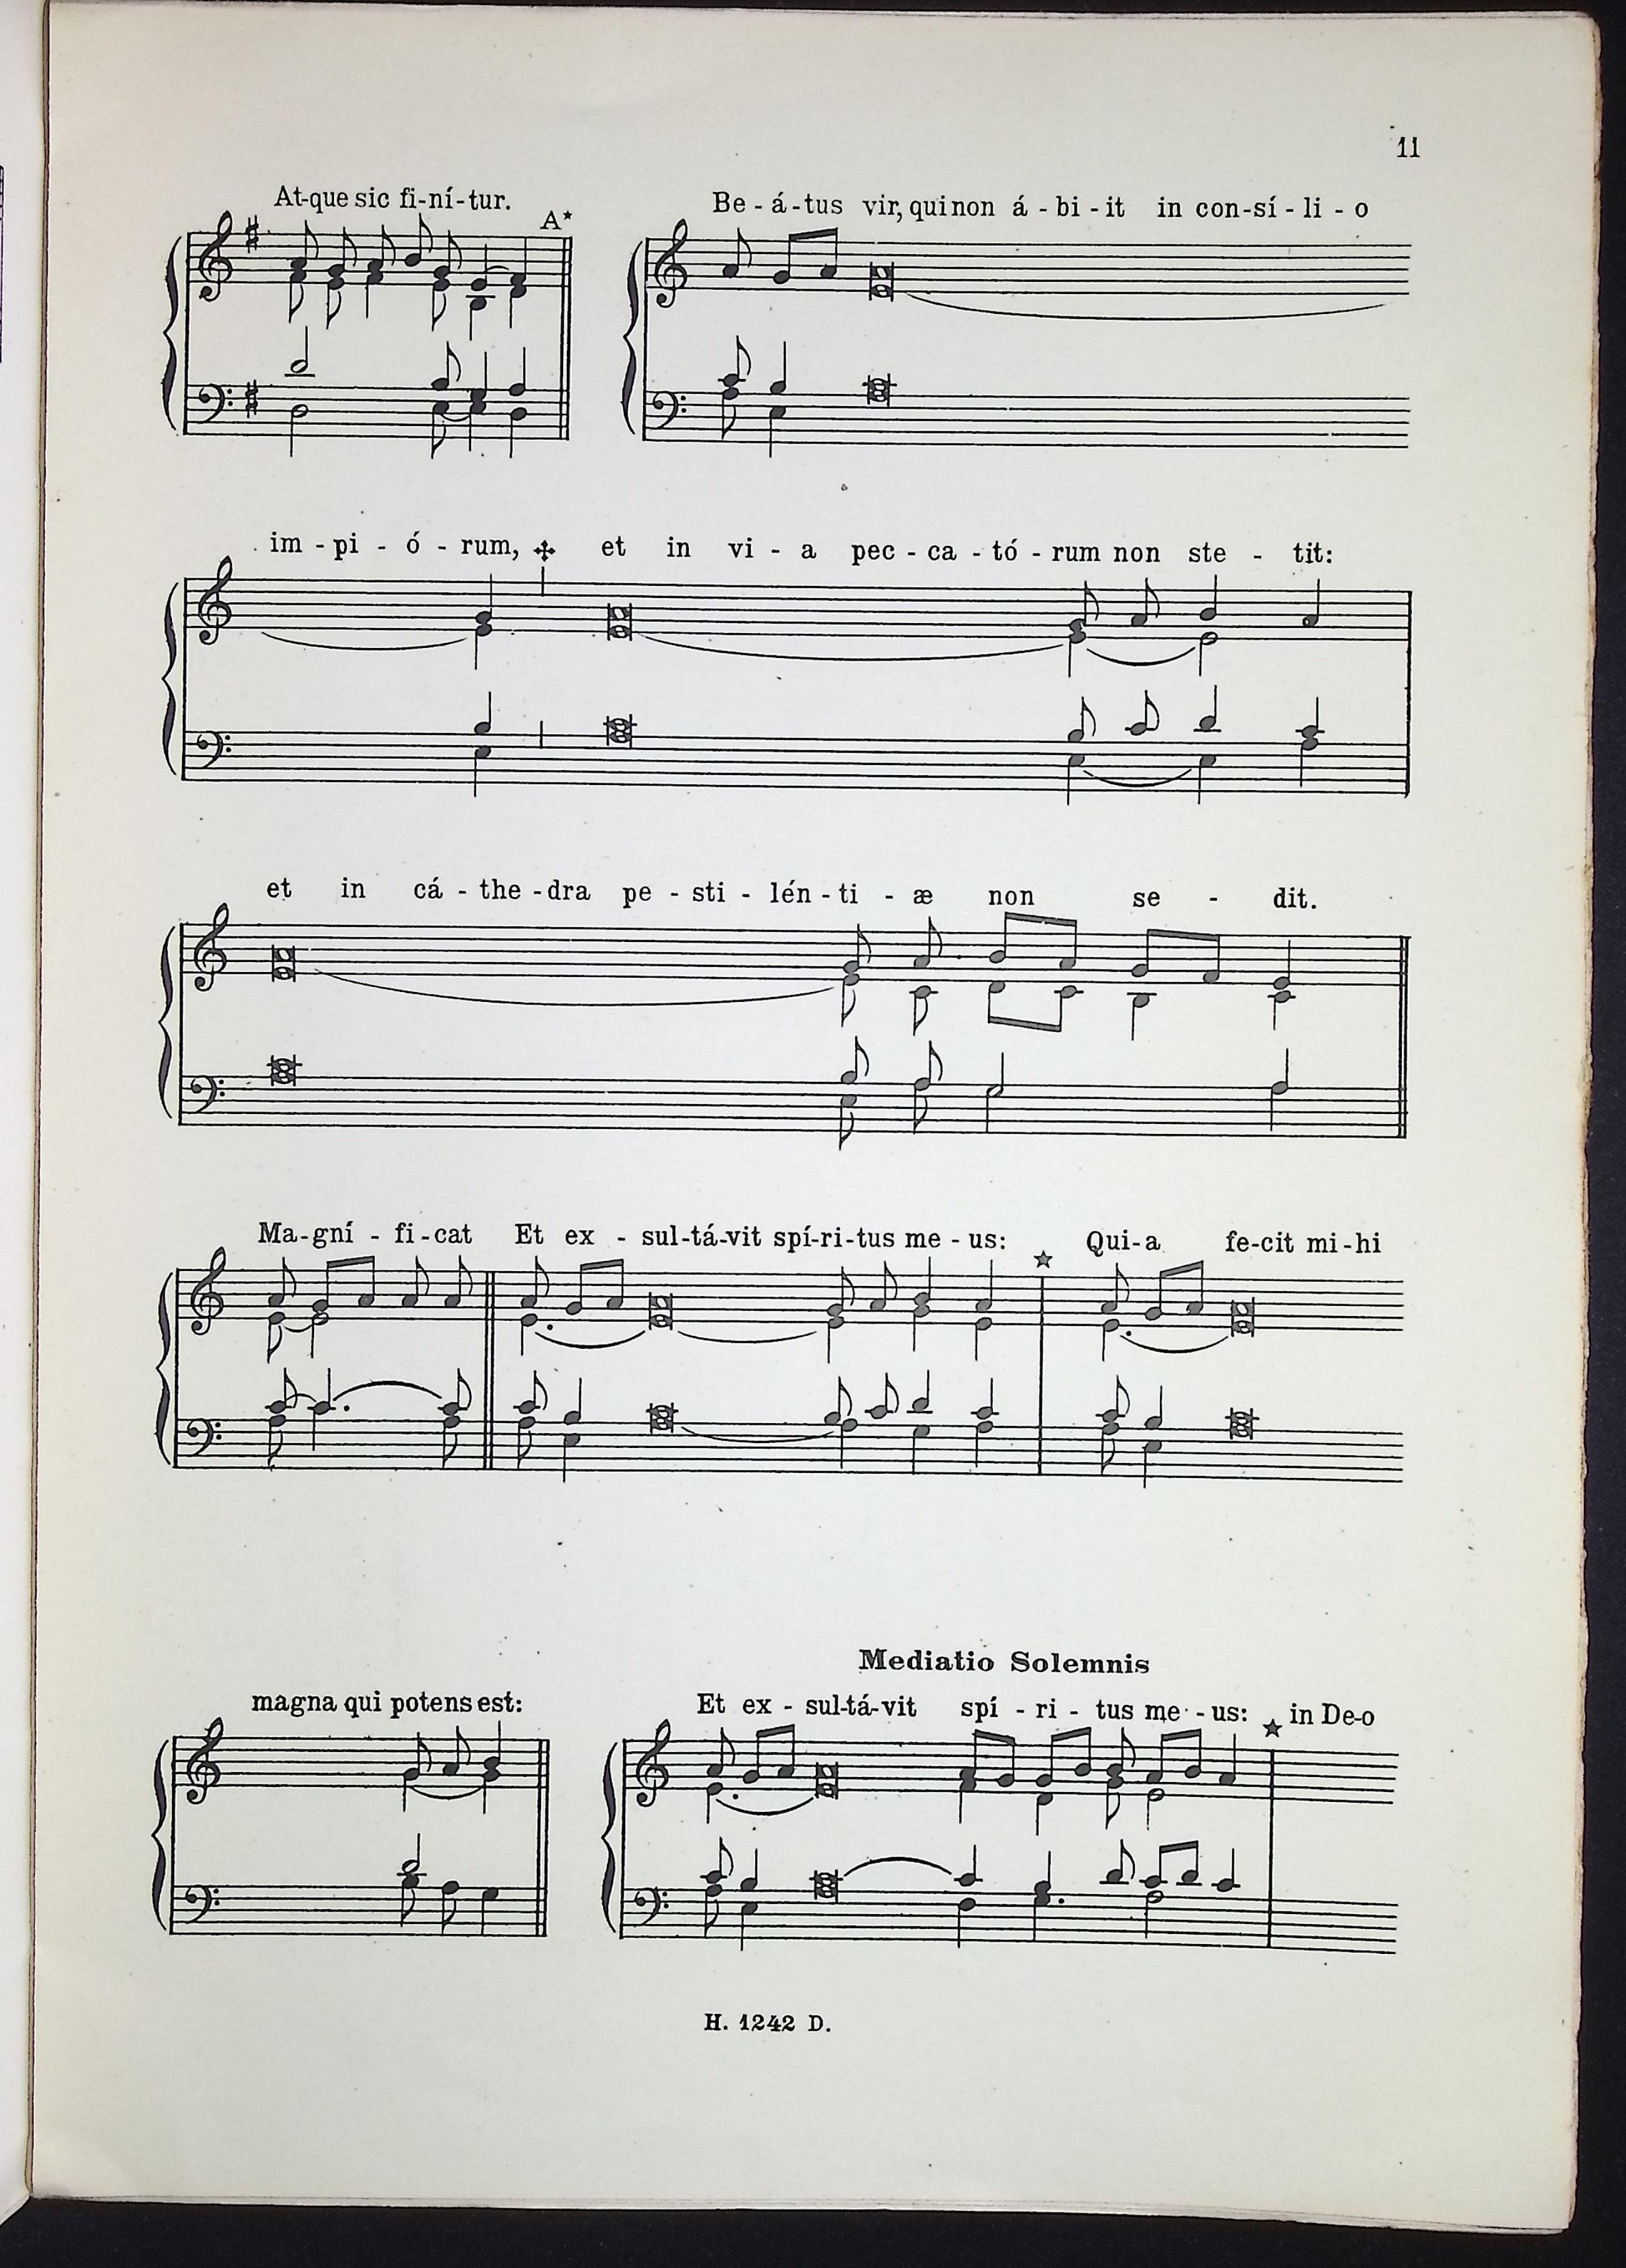 11
At-que sic fi-ní-tur. A*
Be - á - tus vir, qui non á - bi - it in con-sí - li - o
im - pi - ó - rum, ✣ et in vi - a pec - ca - tó - rum non ste - tit:
et in cá - the - dra pe - sti - lén - ti - æ non se - dit.
Ma-gní - fi-cat Et ex - sul-tá-vit spí-ri-tus me - us: ★ Qui-a fe-cit mi-hi
Mediatio Solemnis
magna qui potens est:
Et ex - sul-tá-vit spí - ri - tus me - us: ★ in De-o
H. 1242 D.